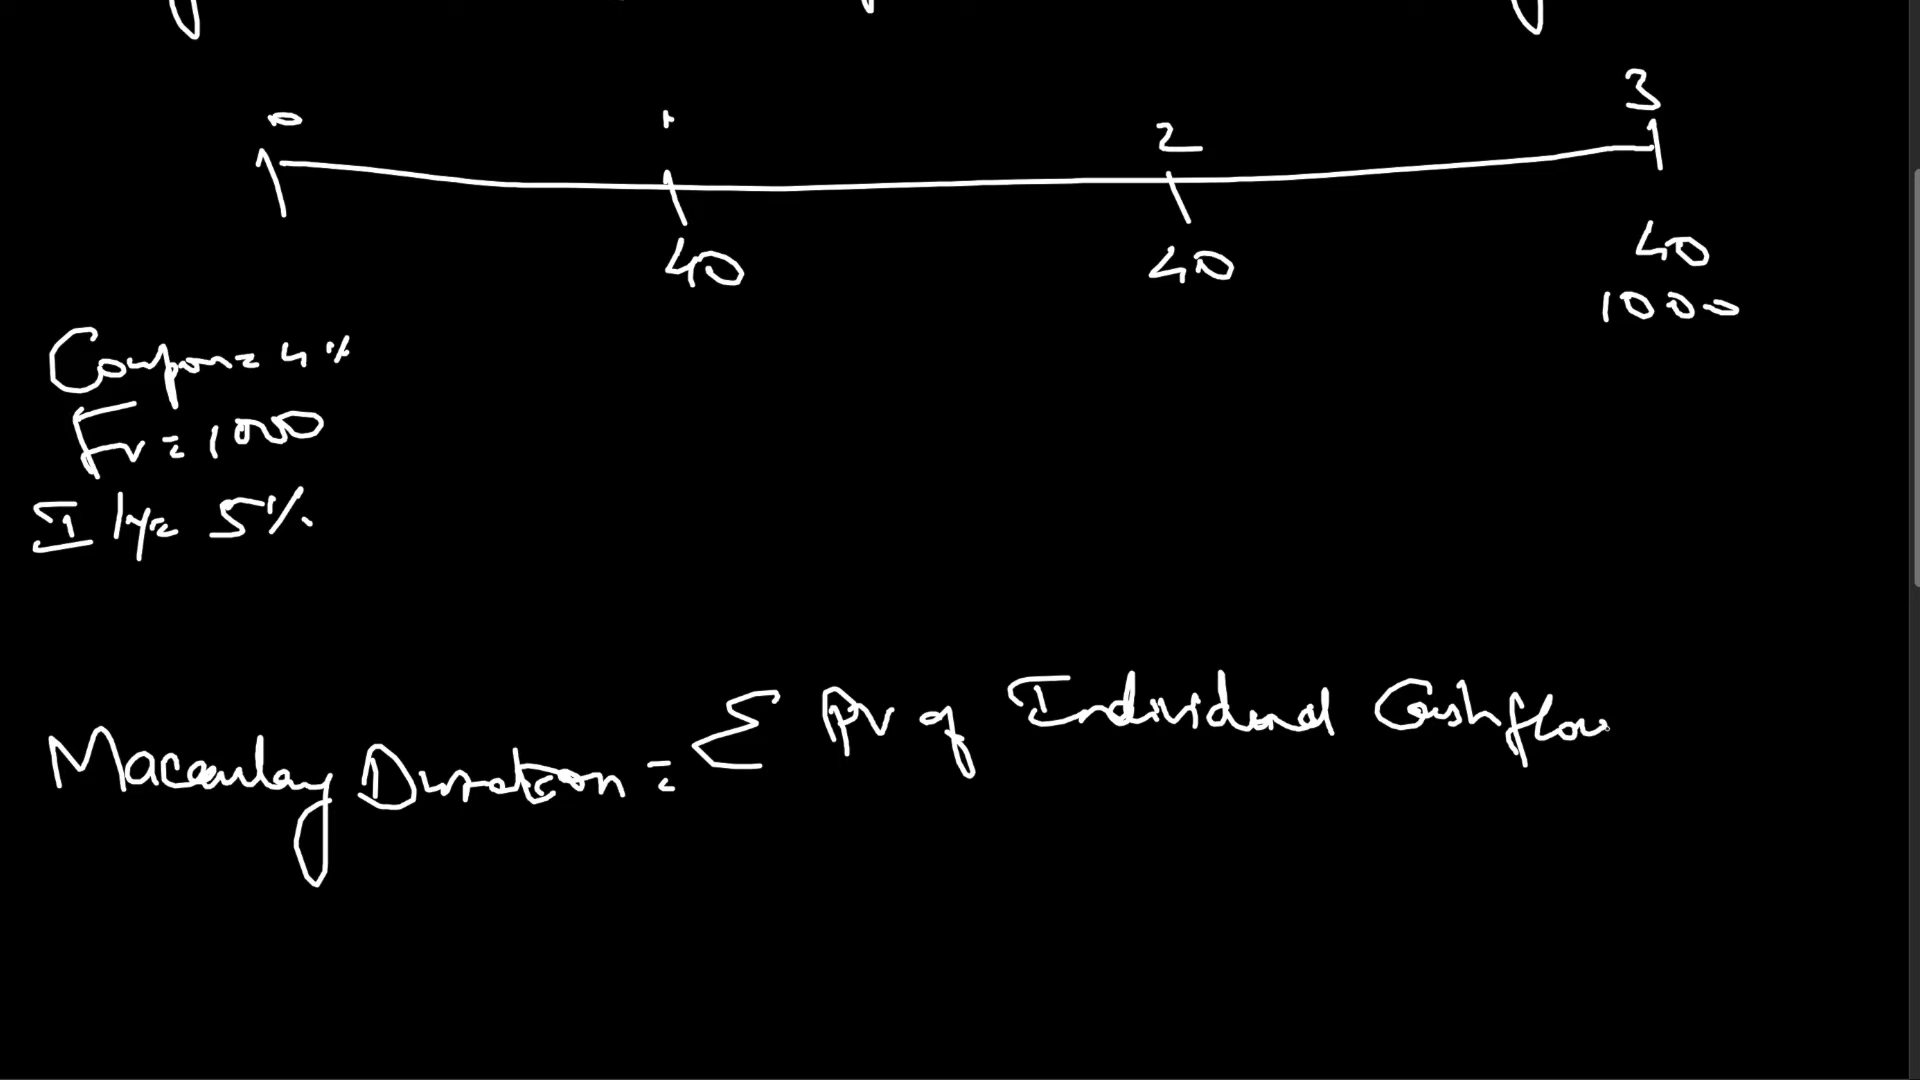 0 1 2 3
40 40 40
1000
Coupon = 4%
FV = 1000
I/y = 5%
Macaulay Duration = Σ PV of Individual Cashflow